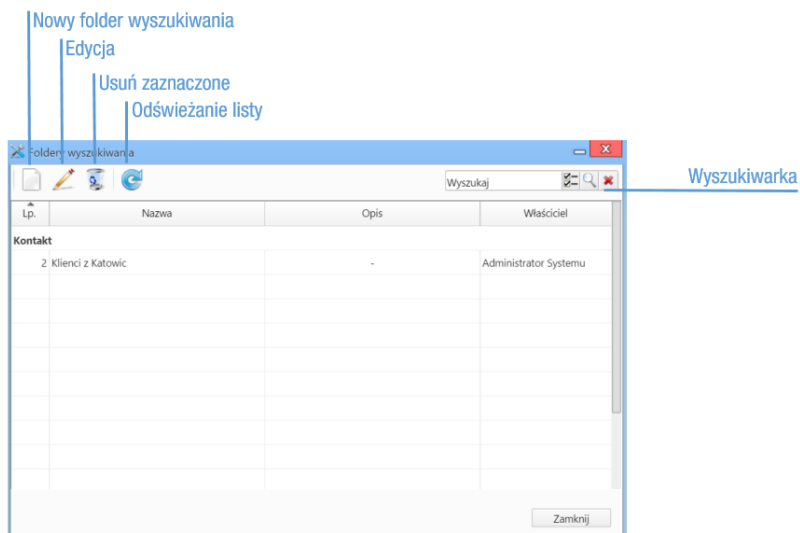 Nowy folder wyszukiwania
Edycja
Usuń zaznaczone
Odświeżanie listy
Foldery wyszukiwania
Wyszukaj
Wyszukiwarka
Lp. Nazwa Opis Właściciel
Kontakt
2 Klienci z Katowic - Administrator Systemu
Zamknij